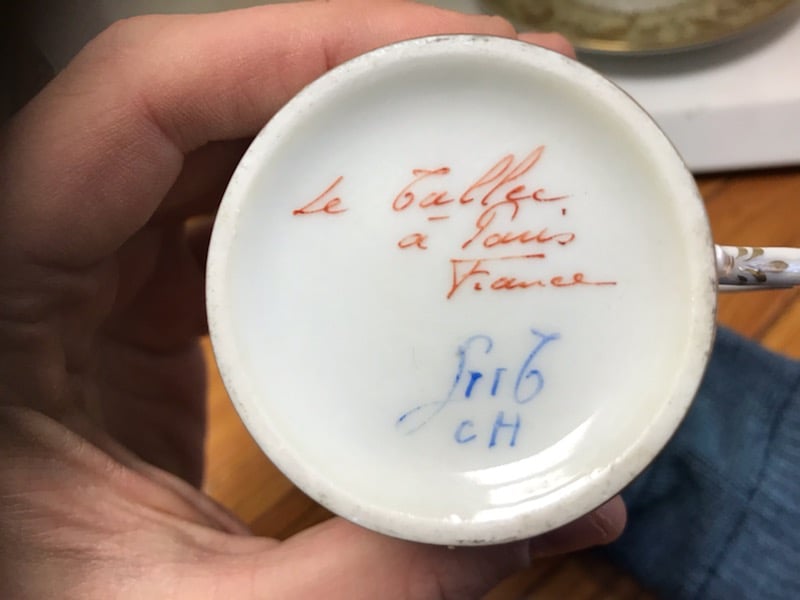 Le Tallec
à Paris
France
CH